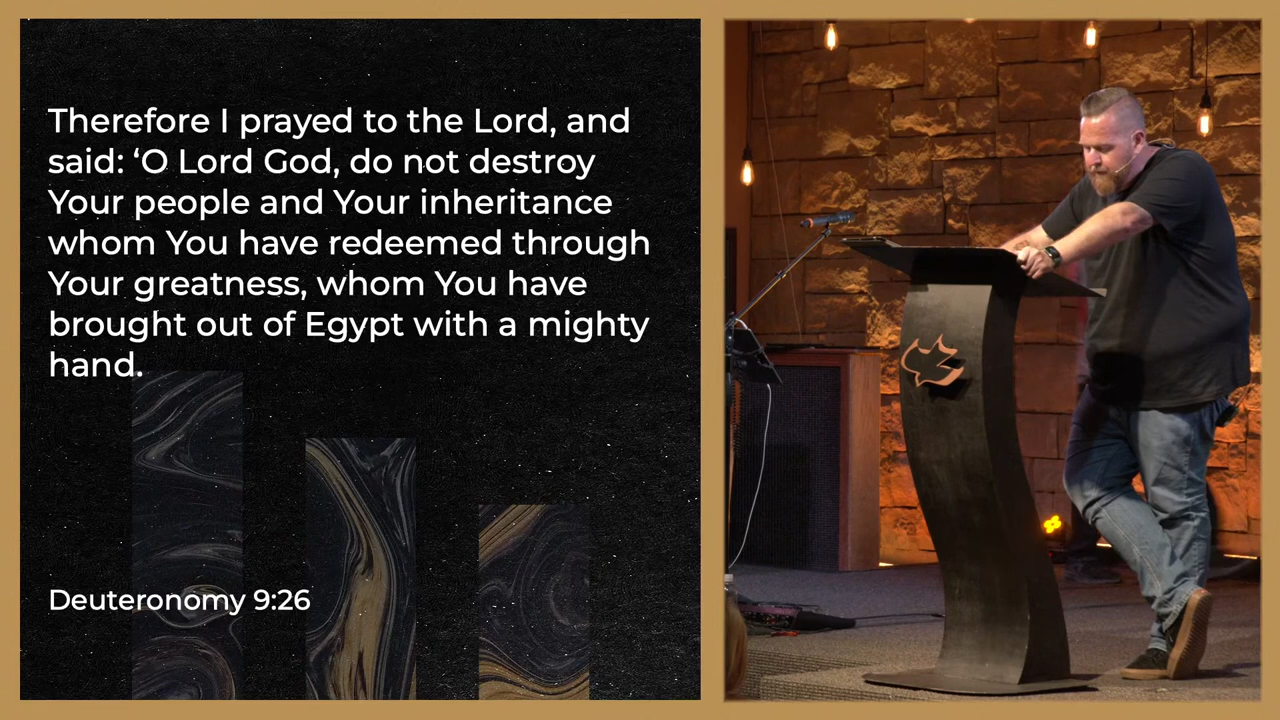 Therefore I prayed to the Lord, and
said: ‘O Lord God, do not destroy
Your people and Your inheritance
whom You have redeemed through
Your greatness, whom You have
brought out of Egypt with a mighty
hand.
Deuteronomy 9:26